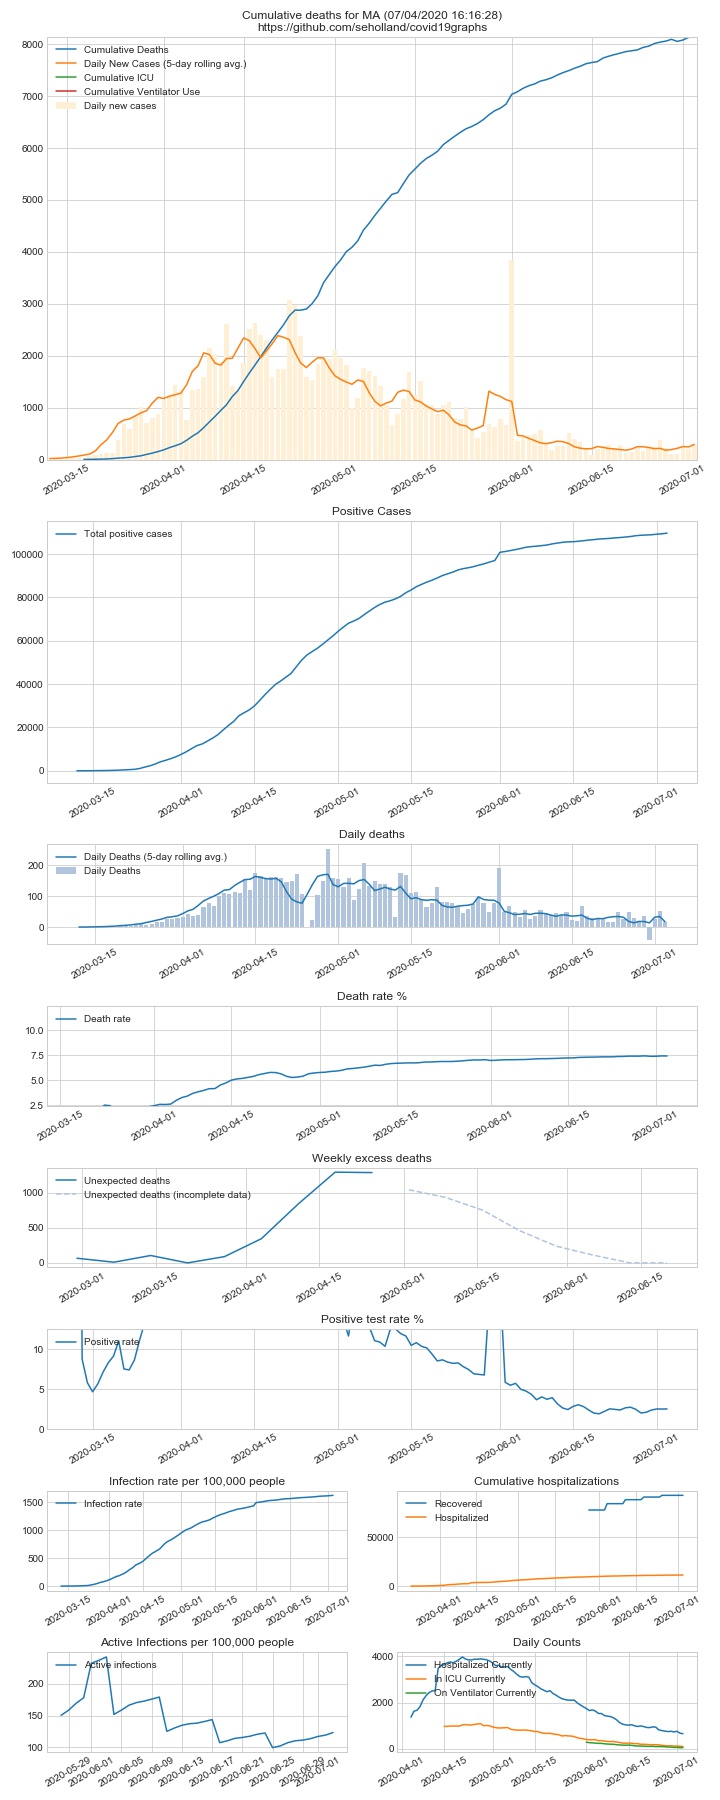 Cumulative deaths for MA (07/04/2020 16:16:28)
https://github.com/seholland/covid19graphs
Cumulative Deaths
Daily New Cases (5-day rolling avg.)
Cumulative ICU
Cumulative Ventilator Use
Daily new cases
8000
7000
6000
5000
4000
3000
2000
1000
0
2020-03-15 2020-04-01 2020-04-15 2020-05-01 2020-05-15 2020-06-01 2020-06-15 2020-07-01
Positive Cases
Total positive cases
100000
80000
60000
40000
20000
0
2020-03-15 2020-04-01 2020-04-15 2020-05-01 2020-05-15 2020-06-01 2020-06-15 2020-07-01
Daily deaths
Daily Deaths (5-day rolling avg.)
Daily Deaths
200
100
0
2020-03-15 2020-04-01 2020-04-15 2020-05-01 2020-05-15 2020-06-01 2020-06-15 2020-07-01
Death rate %
Death rate
10.0
7.5
5.0
2.5
2020-03-15 2020-04-01 2020-04-15 2020-05-01 2020-05-15 2020-06-01 2020-06-15 2020-07-01
Weekly excess deaths
Unexpected deaths
Unexpected deaths (incomplete data)
1000
500
0
2020-03-01 2020-03-15 2020-04-01 2020-04-15 2020-05-01 2020-05-15 2020-06-01 2020-06-15
Positive test rate %
Positive rate
10
5
0
2020-03-15 2020-04-01 2020-04-15 2020-05-01 2020-05-15 2020-06-01 2020-06-15 2020-07-01
Infection rate per 100,000 people
Infection rate
1500
1000
500
0
2020-03-15 2020-04-01 2020-04-15 2020-05-01 2020-05-15 2020-06-01 2020-06-15 2020-07-01
Cumulative hospitalizations
Recovered
Hospitalized
50000
0
2020-04-01 2020-04-15 2020-05-01 2020-05-15 2020-06-01 2020-06-15 2020-07-01
Active Infections per 100,000 people
Active infections
200
150
100
2020-05-29 2020-06-01 2020-06-05 2020-06-09 2020-06-13 2020-06-17 2020-06-21 2020-06-25 2020-06-29 2020-07-01
Daily Counts
Hospitalized Currently
In ICU Currently
On Ventilator Currently
4000
2000
0
2020-04-01 2020-04-15 2020-05-01 2020-05-15 2020-06-01 2020-06-15 2020-07-01